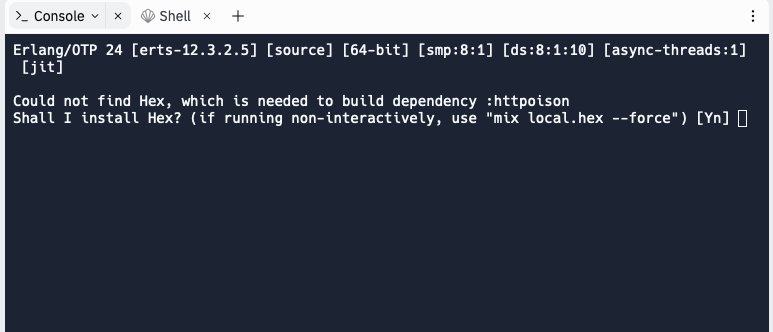 >_ Console
Shell
Erlang/OTP 24 [erts-12.3.2.5] [source] [64-bit] [smp:8:1] [ds:8:1:10] [async-threads:1]
[jit]
Could not find Hex, which is needed to build dependency :httpoison
Shall I install Hex? (if running non-interactively, use "mix local.hex --force") [Yn]